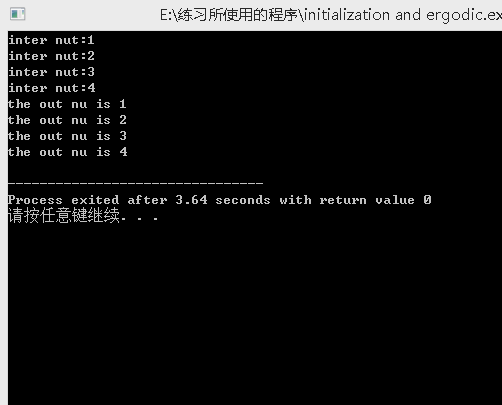 E:\练习所使用的程序\initialization and ergodic.ex
inter nut:1
inter nut:2
inter nut:3
inter nut:4
the out nu is 1
the out nu is 2
the out nu is 3
the out nu is 4
--------------------------------
Process exited after 3.64 seconds with return value 0
请按任意键继续. . .